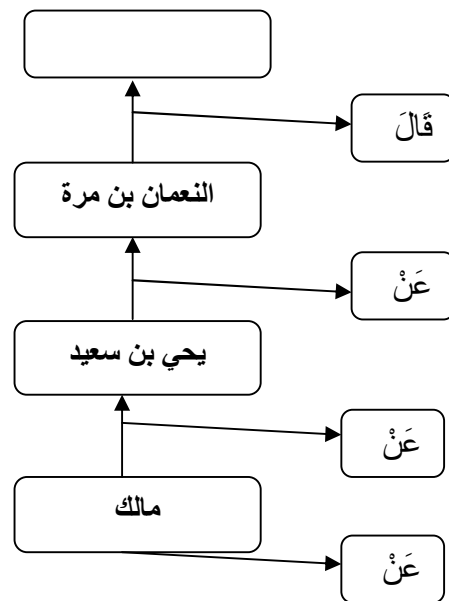 قَالَ
النعمان بن مرة
عَنْ
يحي بن سعيد
عَنْ
مالك
عَنْ